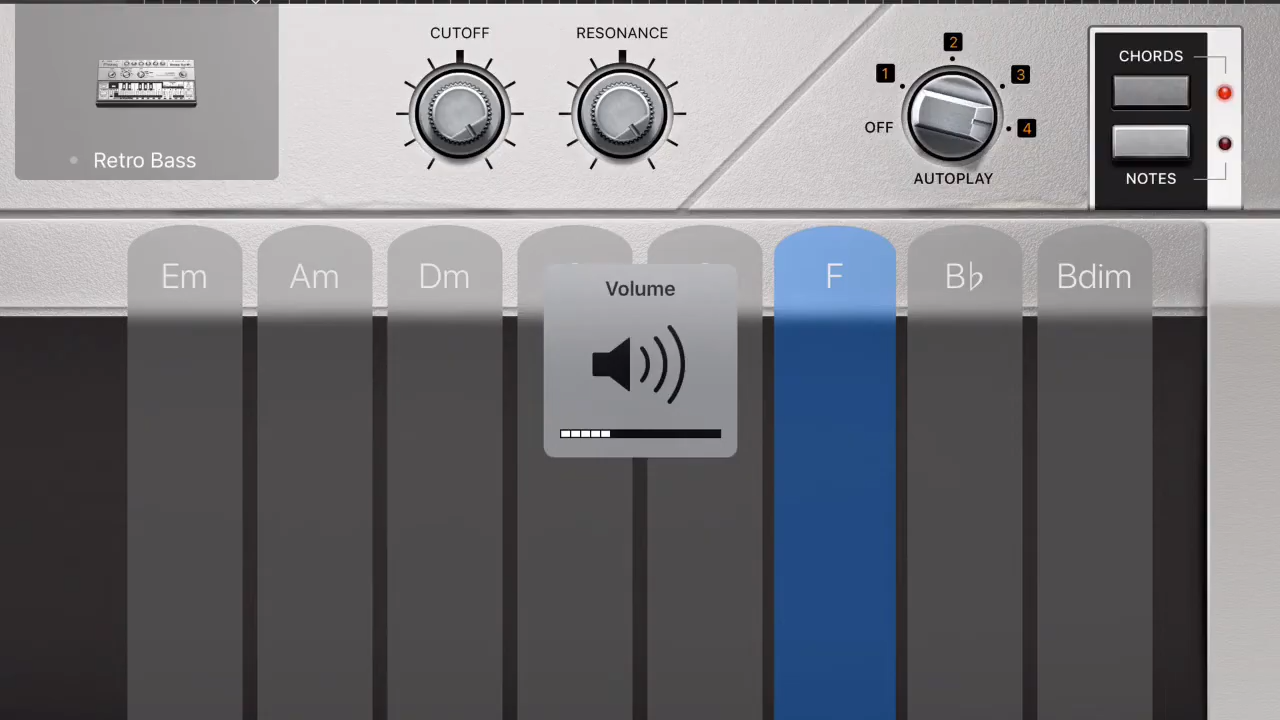 CUTOFF
RESONANCE
1
2
3
4
OFF
AUTOPLAY
CHORDS
NOTES
Retro Bass
Em
Am
Dm
F
B♭
Bdim
Volume